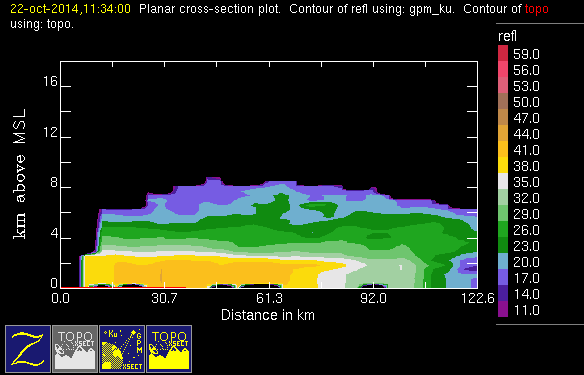 22-oct-2014,11:34:00 Planar cross-section plot. Contour of refl using: gpm_ku. Contour of topo
using: topo.
refl
59.0
56.0
53.0
50.0
47.0
44.0
41.0
38.0
35.0
32.0
29.0
26.0
23.0
20.0
17.0
14.0
11.0
km above MSL
16
12
8
4
0
0.0 30.7 61.3 92.0 122.6
Distance in km
Z
TOPO
XSECT
"Ku"
GPM
XSECT
TOPO
XSECT